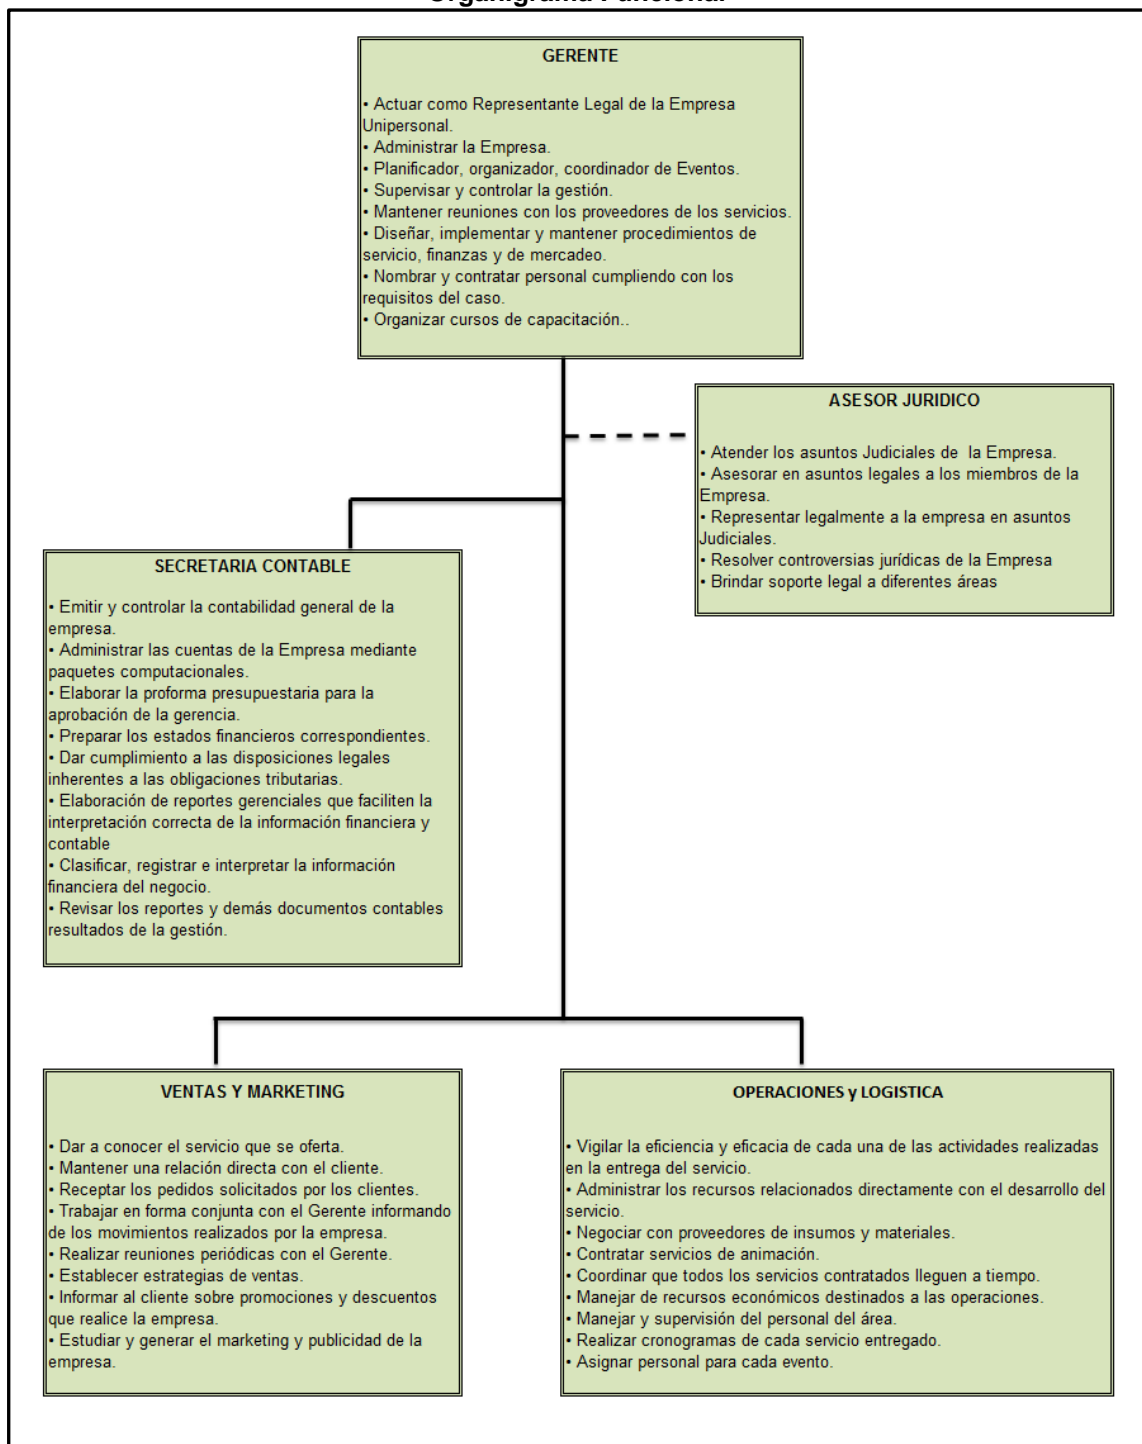 Organigrama Funcional
GERENTE
• Actuar como Representante Legal de la Empresa
Unipersonal.
• Administrar la Empresa.
• Planificador, organizador, coordinador de Eventos.
• Supervisar y controlar la gestión.
• Mantener reuniones con los proveedores de los servicios.
• Diseñar, implementar y mantener procedimientos de
servicio, finanzas y de mercadeo.
• Nombrar y contratar personal cumpliendo con los
requisitos del caso.
• Organizar cursos de capacitación..
ASESOR JURIDICO
• Atender los asuntos Judiciales de  la Empresa.
• Asesorar en asuntos legales a los miembros de la
Empresa.
• Representar legalmente a la empresa en asuntos
Judiciales.
• Resolver controversias jurídicas de la Empresa
• Brindar soporte legal a diferentes áreas
SECRETARIA CONTABLE
• Emitir y controlar la contabilidad general de la
empresa.
• Administrar las cuentas de la Empresa mediante
paquetes computacionales.
• Elaborar la proforma presupuestaria para la
aprobación de la gerencia.
• Preparar los estados financieros correspondientes.
• Dar cumplimiento a las disposiciones legales
inherentes a las obligaciones tributarias.
• Elaboración de reportes gerenciales que faciliten la
interpretación correcta de la información financiera y
contable
• Clasificar, registrar e interpretar la información
financiera del negocio.
• Revisar los reportes y demás documentos contables
resultados de la gestión.
VENTAS Y MARKETING
• Dar a conocer el servicio que se oferta.
• Mantener una relación directa con el cliente.
• Receptar los pedidos solicitados por los clientes.
• Trabajar en forma conjunta con el Gerente informando
de los movimientos realizados por la empresa.
• Realizar reuniones periódicas con el Gerente.
• Establecer estrategias de ventas.
• Informar al cliente sobre promociones y descuentos
que realice la empresa.
• Estudiar y generar el marketing y publicidad de la
empresa.
OPERACIONES y LOGISTICA
• Vigilar la eficiencia y eficacia de cada una de las actividades realizadas
en la entrega del servicio.
• Administrar los recursos relacionados directamente con el desarrollo del
servicio.
• Negociar con proveedores de insumos y materiales.
• Contratar servicios de animación.
• Coordinar que todos los servicios contratados lleguen a tiempo.
• Manejar de recursos económicos destinados a las operaciones.
• Manejar y supervisión del personal del área.
• Realizar cronogramas de cada servicio entregado.
• Asignar personal para cada evento.